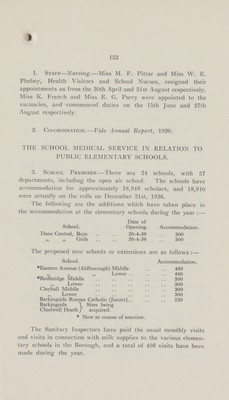 133
1. Staff—Nursing.—Miss M. F. Pittar and Miss W. E.
Phebey, Health Visitors and School Nurses, resigned their
appointments as from the 30th April and 31st August respectively.
Miss K. French and Miss E. G. Parry were appointed to the
vacancies, and commenced duties on the 15th June and 27th
August respectively.
2. Co-ordination.—Vide Annual Report, 1920.
THE SCHOOL MEDICAL SERVICE IN RELATION TO
PUBLIC ELEMENTARY SCHOOLS.
3. School Premises.—There are 24 schools, with 57
departments, including the open air school. The schools have
accommodation for approximately 18,948 scholars, and 18,910
were actually on the rolls on December 31st, 1936.
The following are the additions which have taken place in
the accommodation at the elementary schools during the year :—
School. Date of Opening. Accommodation.
Dane Central, Boys .. .. 20-4-36 .. 300
„ „ Girls .. .. 20-4-36 .. 300
The proposed new schools or extensions are as follows :—
School. Accommodation.
*Eastern Avenue (Aldborough) Middle .. .. 480
„ „ Lower .. .. 480
*Redbridge Middle .. .. .. .. 300
Lower .. .. .. .. 300
Clayhall Middle .. .. .. .. 300
„ Lower .. .. .. .. 300
Barkingside Roman Catholic (Junior).. .. .. 250
Barkingside } Sites being
Chadwell Heath } acquired.
* Now in course of erection.
The Sanitary Inspectors have paid the usual monthly visits
and visits in connection with milk supplies to the various elemen-
tary schools in the Borough, and a total of 408 visits have been
made during the year.